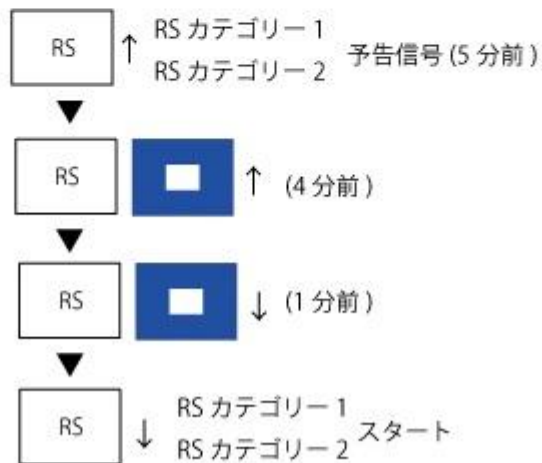 RS
RS カテゴリー 1
RS カテゴリー 2
予告信号 (5 分前 )
RS
(4 分前 )
RS
(1 分前 )
RS
RS カテゴリー 1
RS カテゴリー 2
スタート